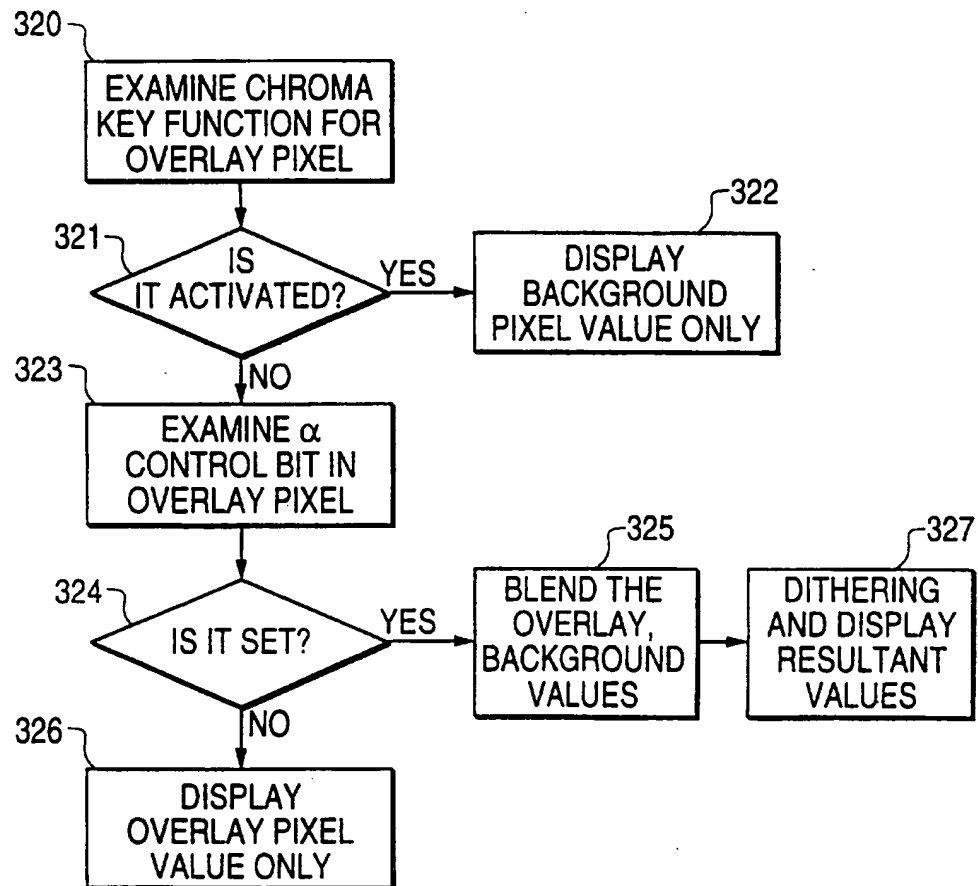 320
EXAMINE CHROMA
KEY FUNCTION FOR
OVERLAY PIXEL
321
IS
IT ACTIVATED?
YES
322
DISPLAY
BACKGROUND
PIXEL VALUE ONLY
NO
323
EXAMINE α
CONTROL BIT IN
OVERLAY PIXEL
324
IS IT SET?
YES
325
BLEND THE
OVERLAY,
BACKGROUND
VALUES
327
DITHERING
AND DISPLAY
RESULTANT
VALUES
NO
326
DISPLAY
OVERLAY PIXEL
VALUE ONLY